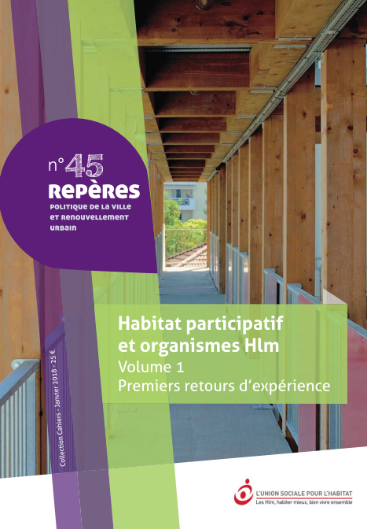 n°45
REPÈRES
POLITIQUE DE LA VILLE
ET RENOUVELLEMENT
URBAIN
Habitat participatif
et organismes Hlm
Volume 1
Premiers retours d'expérience
Collection Cahiers - Janvier 2018 - 25 €
L'UNION SOCIALE POUR L'HABITAT
Les Hlm, habiter mieux, bien vivre ensemble